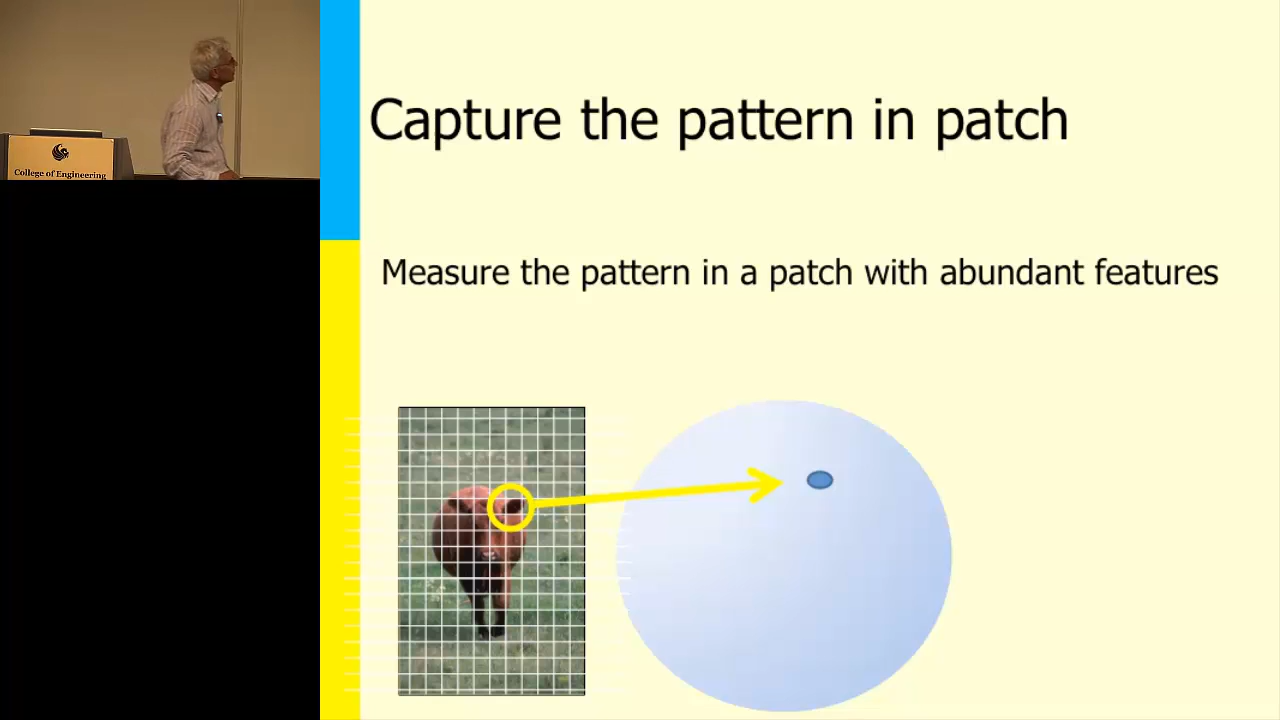 College of Engineering
Capture the pattern in patch
Measure the pattern in a patch with abundant features